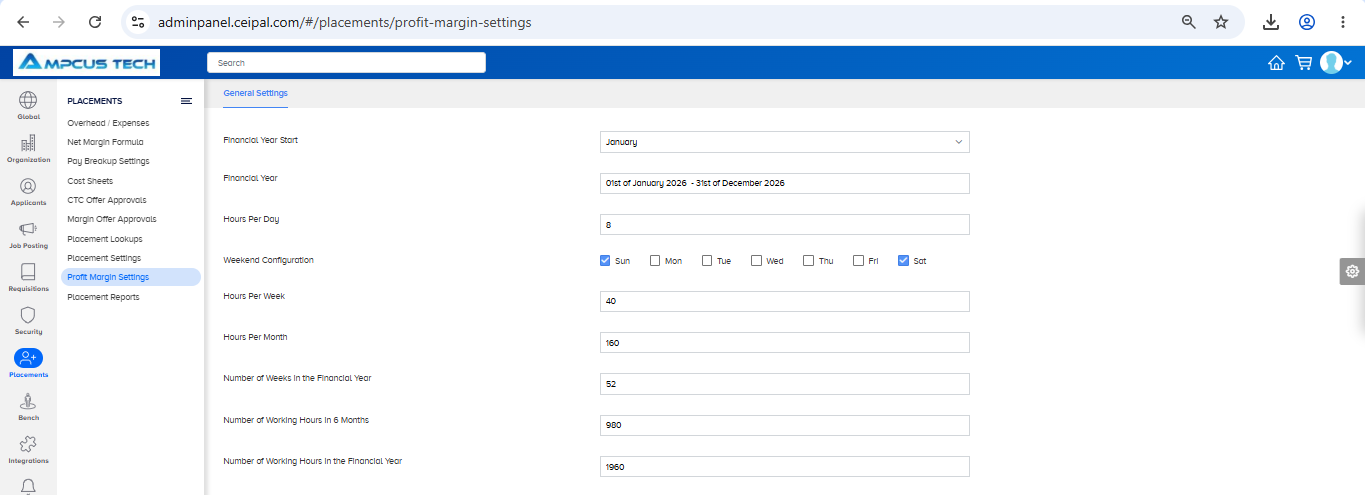 adminpanel.ceipal.com/#/placements/profit-margin-settings
AMPCUS TECH
Search
Global
Organization
Applicants
Job Posting
Requisitions
Security
Placements
Bench
Integrations
PLACEMENTS
Overhead / Expenses
Net Margin Formula
Pay Breakup Settings
Cost Sheets
CTC Offer Approvals
Margin Offer Approvals
Placement Lookups
Placement Settings
Profit Margin Settings
Placement Reports
General Settings
Financial Year Start
January
Financial Year
01st of January 2026 - 31st of December 2026
Hours Per Day
8
Weekend Configuration
Sun Mon Tue Wed Thu Fri Sat
Hours Per Week
40
Hours Per Month
160
Number of Weeks in the Financial Year
52
Number of Working Hours in 6 Months
980
Number of Working Hours in the Financial Year
1960